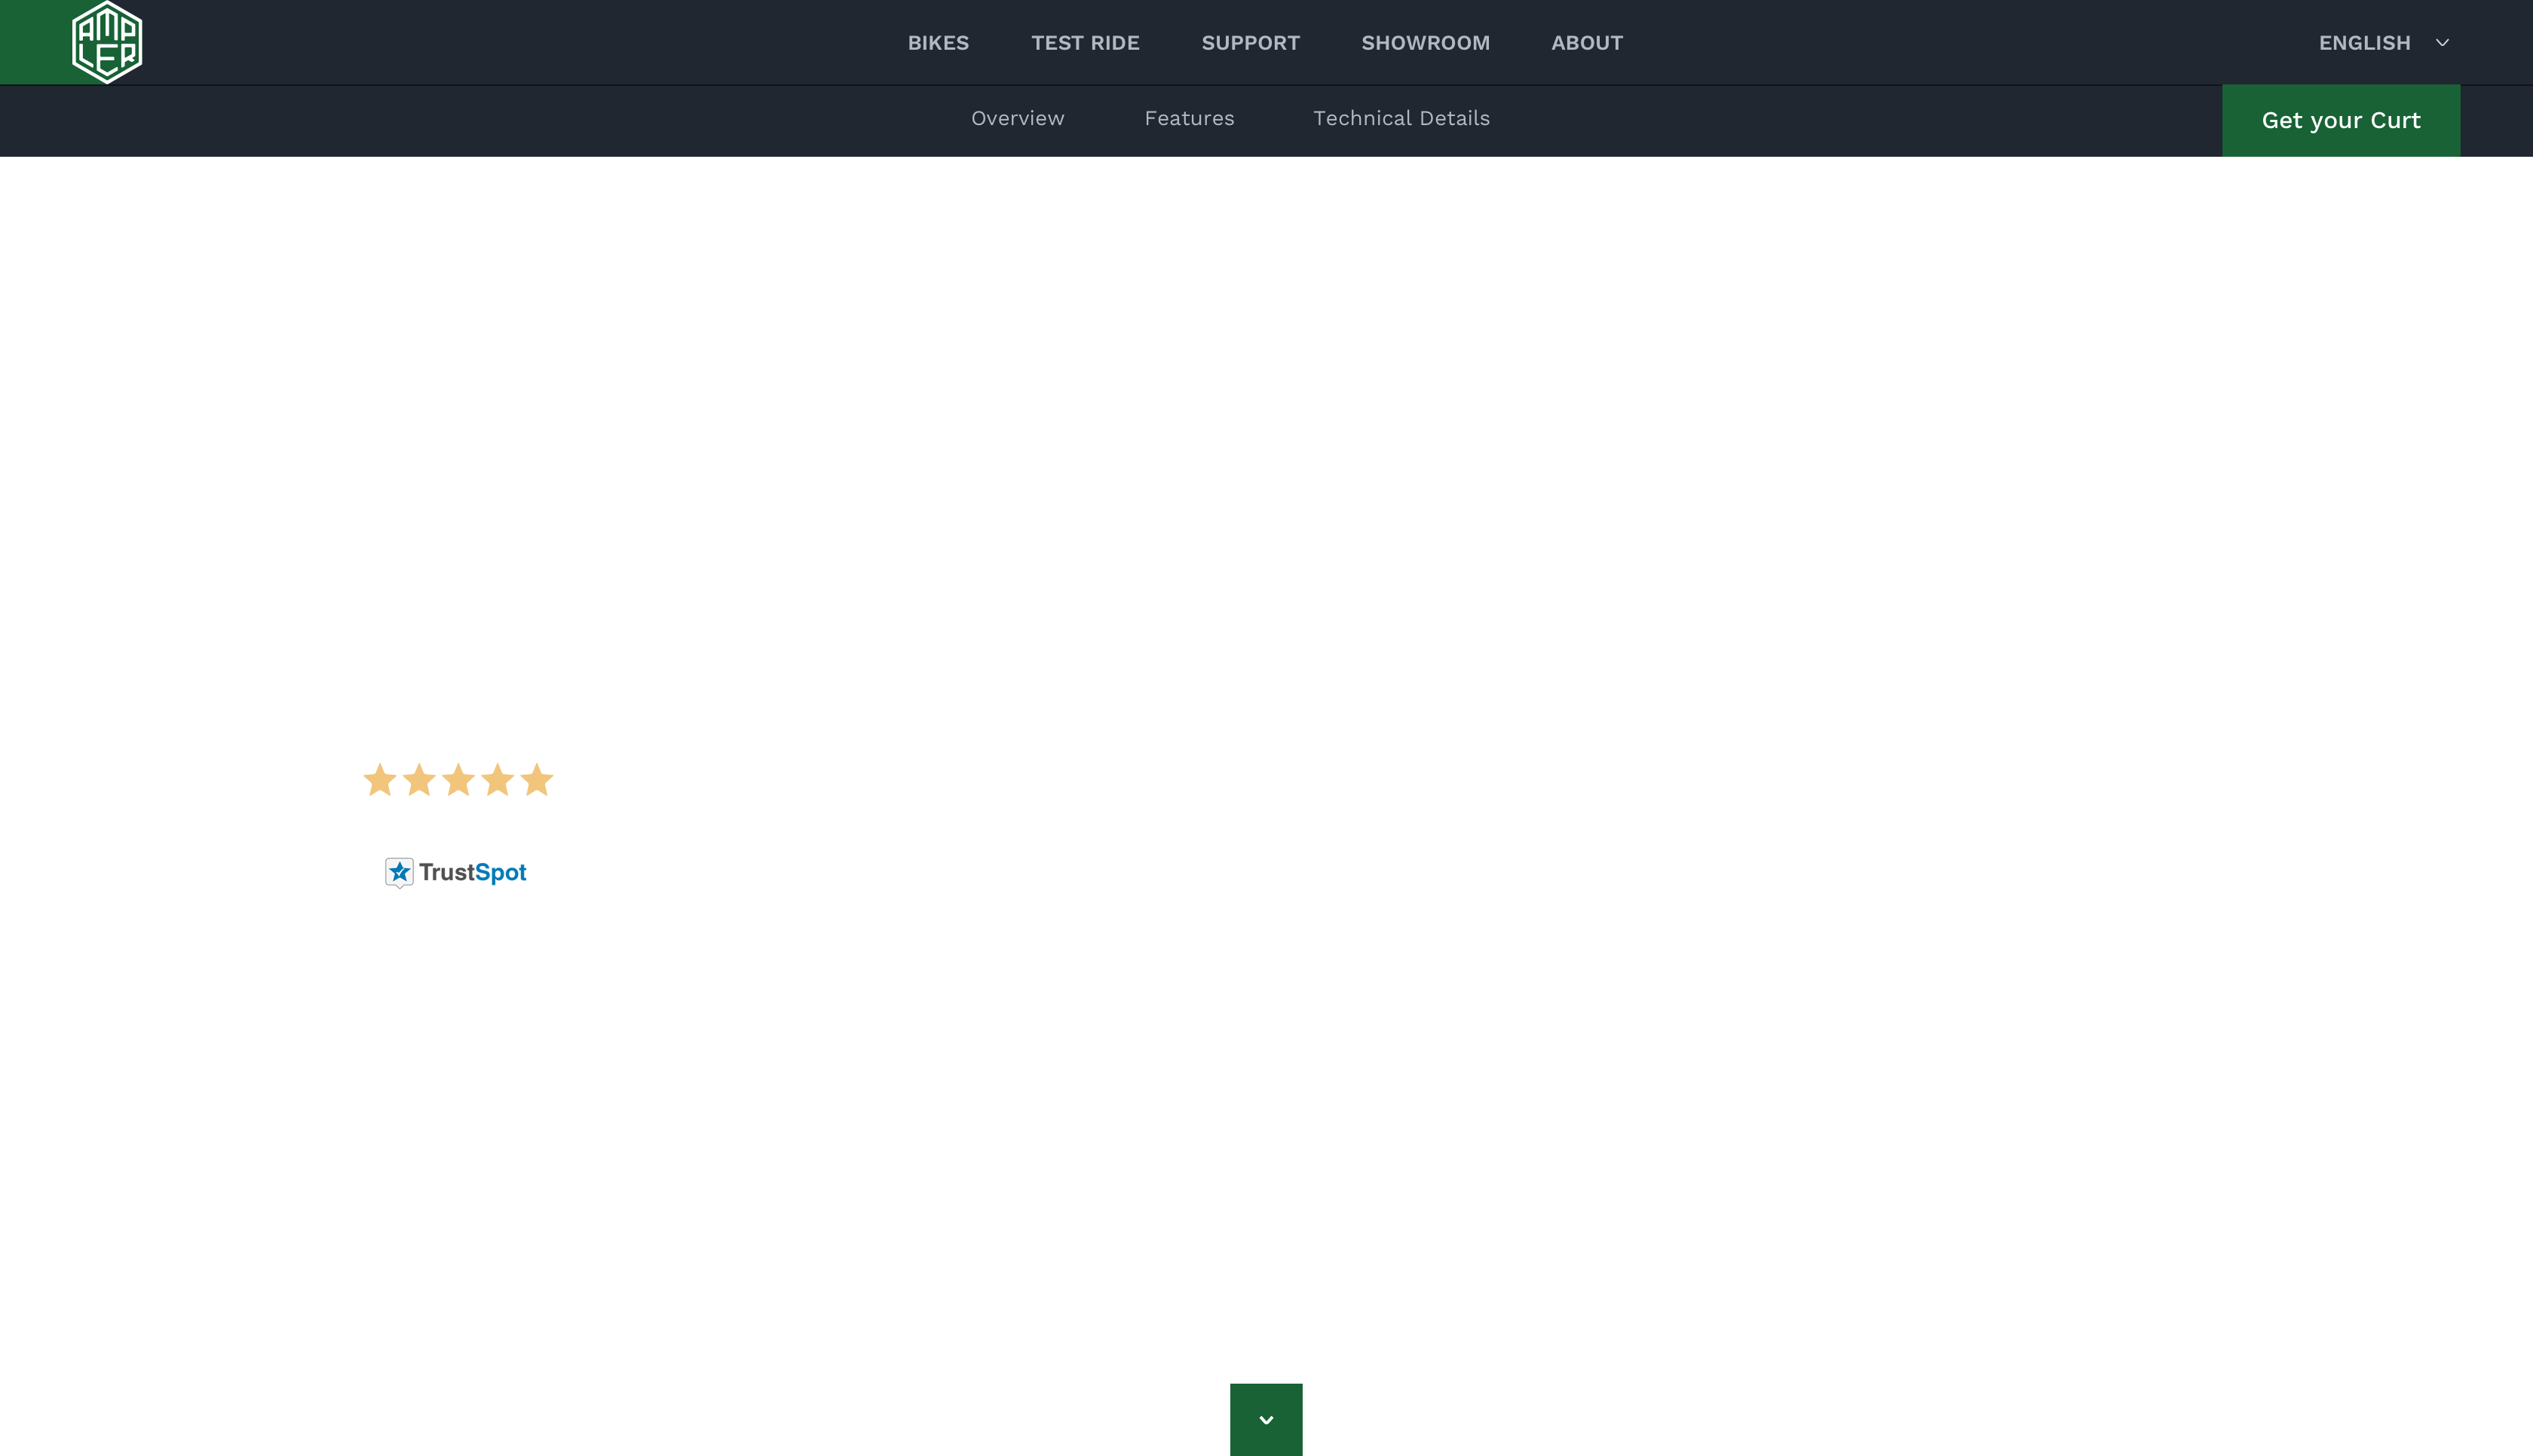 AMPLER
BIKES TEST RIDE SUPPORT SHOWROOM ABOUT ENGLISH
Overview Features Technical Details Get your Curt
TrustSpot